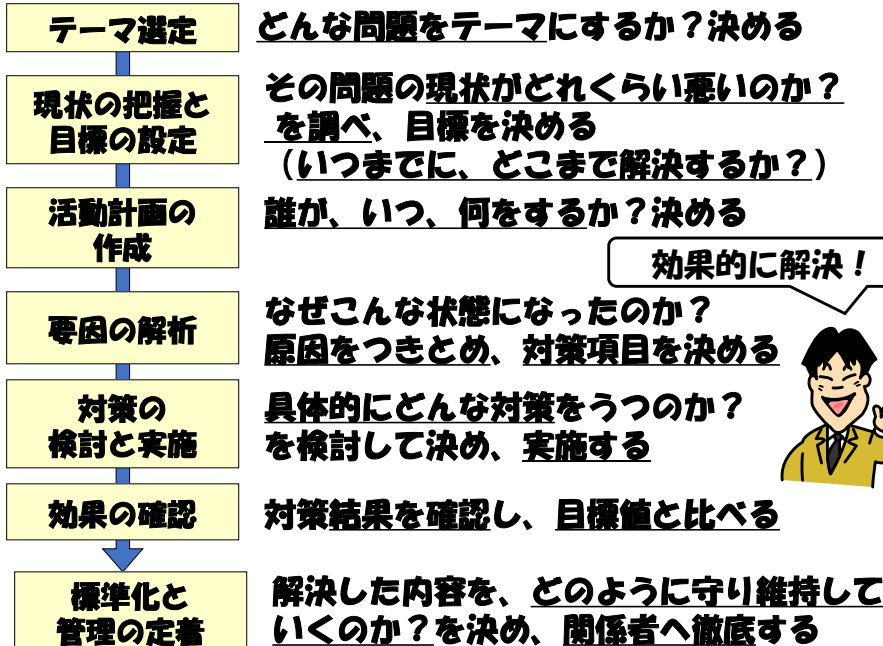 テーマ選定
どんな問題をテーマにするか？決める
現状の把握と
目標の設定
その問題の現状がどれくらい悪いのか？
を調べ、目標を決める
（いつまでに、どこまで解決するか？）
活動計画の
作成
誰が、いつ、何をするか？決める
効果的に解決！
要因の解析
なぜこんな状態になったのか？
原因をつきとめ、対策項目を決める
対策の
検討と実施
具体的にどんな対策をうつのか？
を検討して決め、実施する
効果の確認
対策結果を確認し、目標値と比べる
標準化と
管理の定着
解決した内容を、どのように守り維持して
いくのか？を決め、関係者へ徹底する